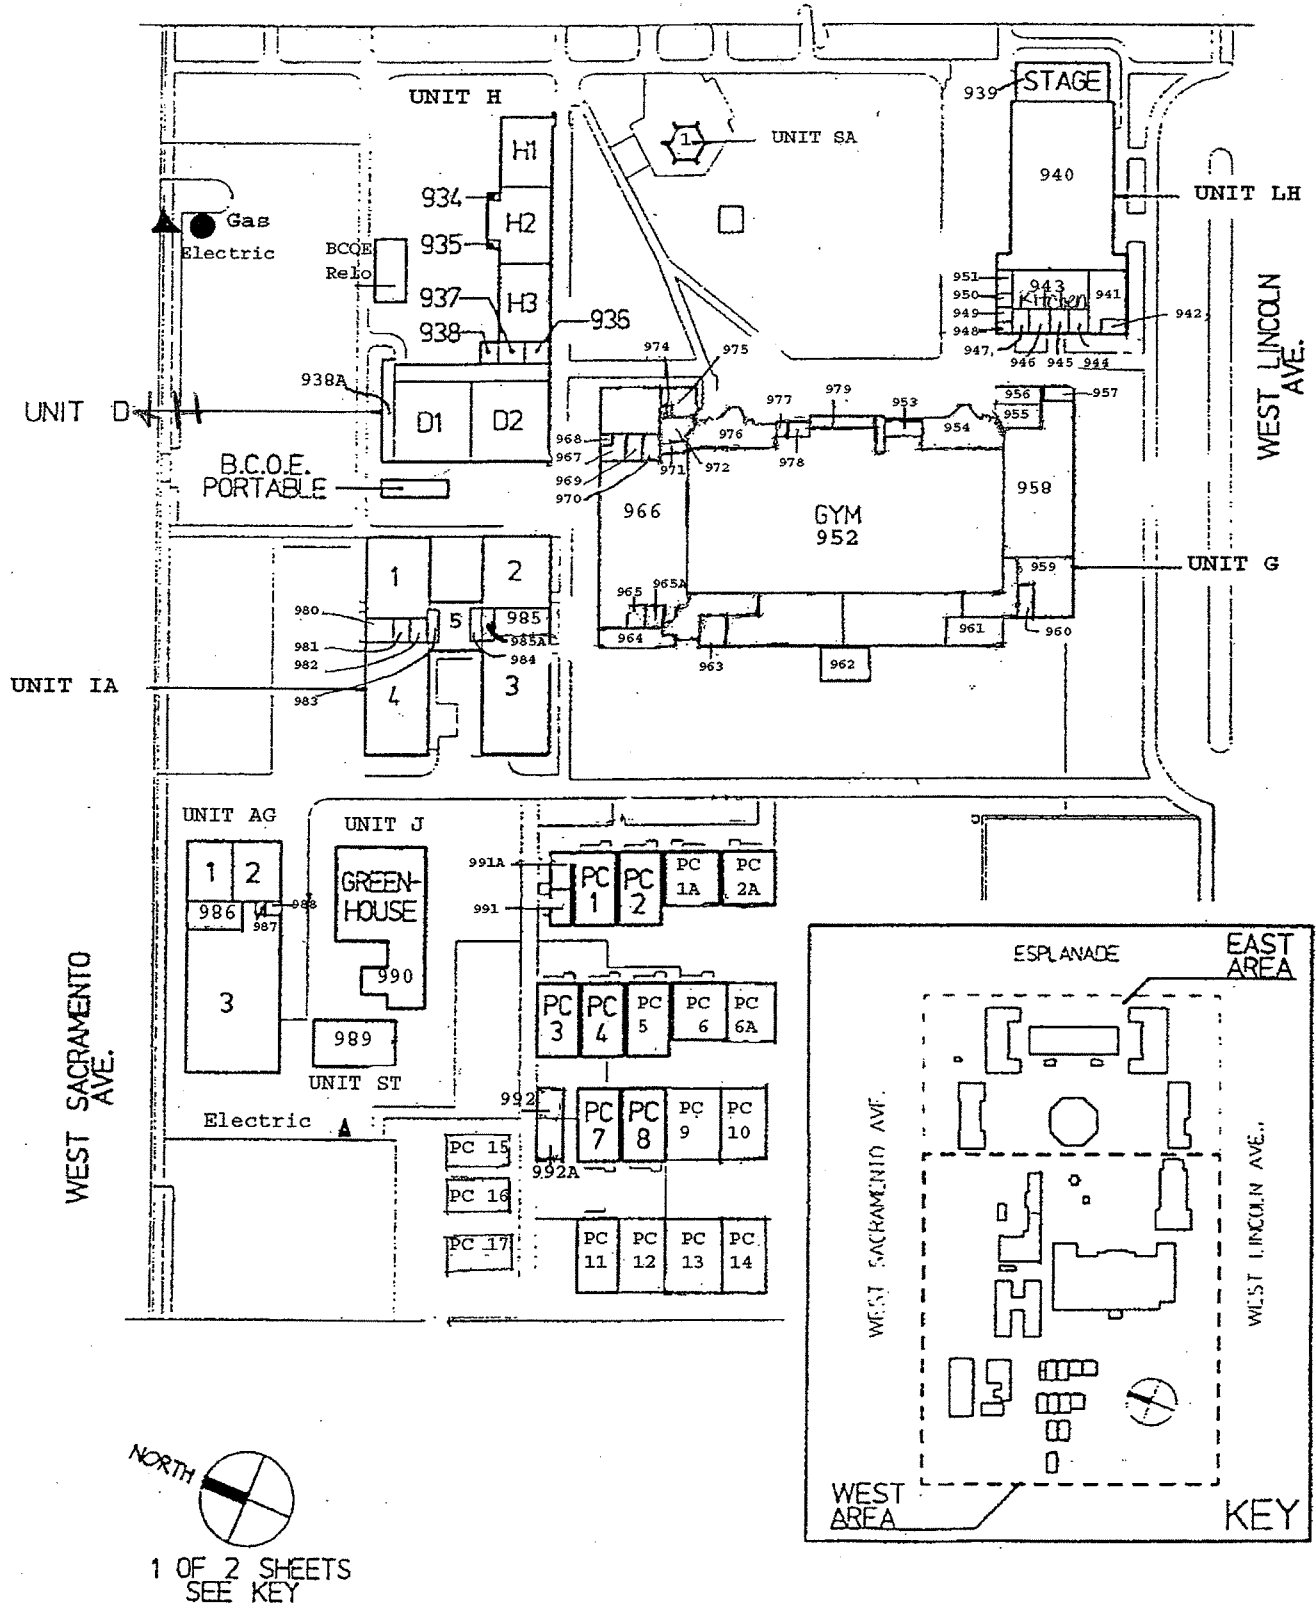 UNIT H
STAGE
939
1
UNIT SA
H1
940
934
H2
UNIT LH
Gas
935
Electric
BCOE
Relo
H3
937
936
938
951
943
941
Kitchen
950
949
942
948
947
946
945
944
WEST LINCOLN
AVE.
974
975
938A
979
977
953
956
957
955
UNIT D
D1
D2
968
976
978
954
967
971
972
969
970
B.C.O.E.
PORTABLE
966
GYM
952
958
959
UNIT G
1
2
965
965A
980
5
985
981
985A
964
961
960
982
984
963
962
983
UNIT IA
4
3
UNIT AG
UNIT J
991A
PC
1
PC
2
PC
1A
PC
2A
1
2
GREEN-
HOUSE
986
988
987
991
990
3
PC
3
PC
4
PC
5
PC
6
PC
6A
989
UNIT ST
WEST SACRAMENTO
AVE.
Electric
992
PC
7
PC
8
PC
9
PC
10
992A
PC 15
PC 16
PC 17
PC
11
PC
12
PC
13
PC
14
ESPLANADE
EAST
AREA
WEST SACRAMENTO AVE.
WEST LINCOLN AVE.
WEST
AREA
KEY
NORTH
1 OF 2 SHEETS
SEE KEY